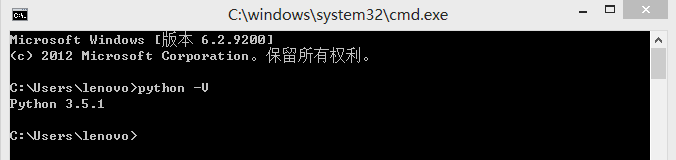 C:\windows\system32\cmd.exe
Microsoft Windows [版本 6.2.9200]
(c) 2012 Microsoft Corporation。保留所有权利。
C:\Users\lenovo>python -V
Python 3.5.1
C:\Users\lenovo>